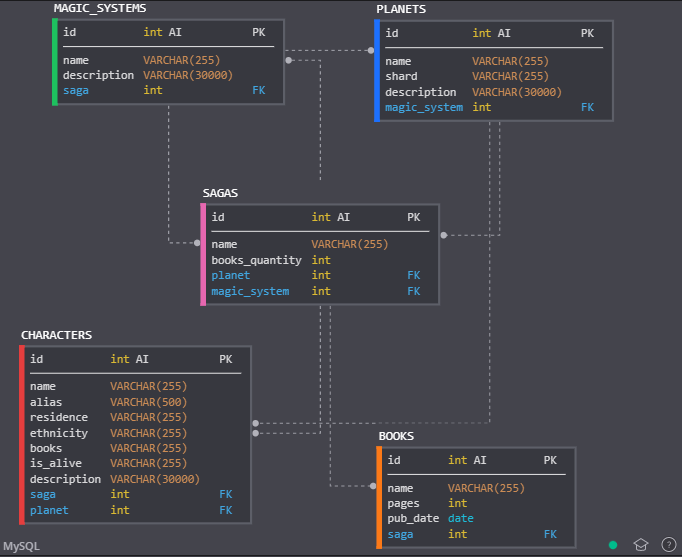 MAGIC_SYSTEMS
id int AI PK
name VARCHAR(255)
description VARCHAR(30000)
saga int FK
PLANETS
id int AI PK
name VARCHAR(255)
shard VARCHAR(255)
description VARCHAR(30000)
magic_system int FK
SAGAS
id int AI PK
name VARCHAR(255)
books_quantity int
planet int FK
magic_system int FK
CHARACTERS
id int AI PK
name VARCHAR(255)
alias VARCHAR(500)
residence VARCHAR(255)
ethnicity VARCHAR(255)
books VARCHAR(255)
is_alive VARCHAR(255)
description VARCHAR(30000)
saga int FK
planet int FK
BOOKS
id int AI PK
name VARCHAR(255)
pages int
pub_date date
saga int FK
MySQL
?